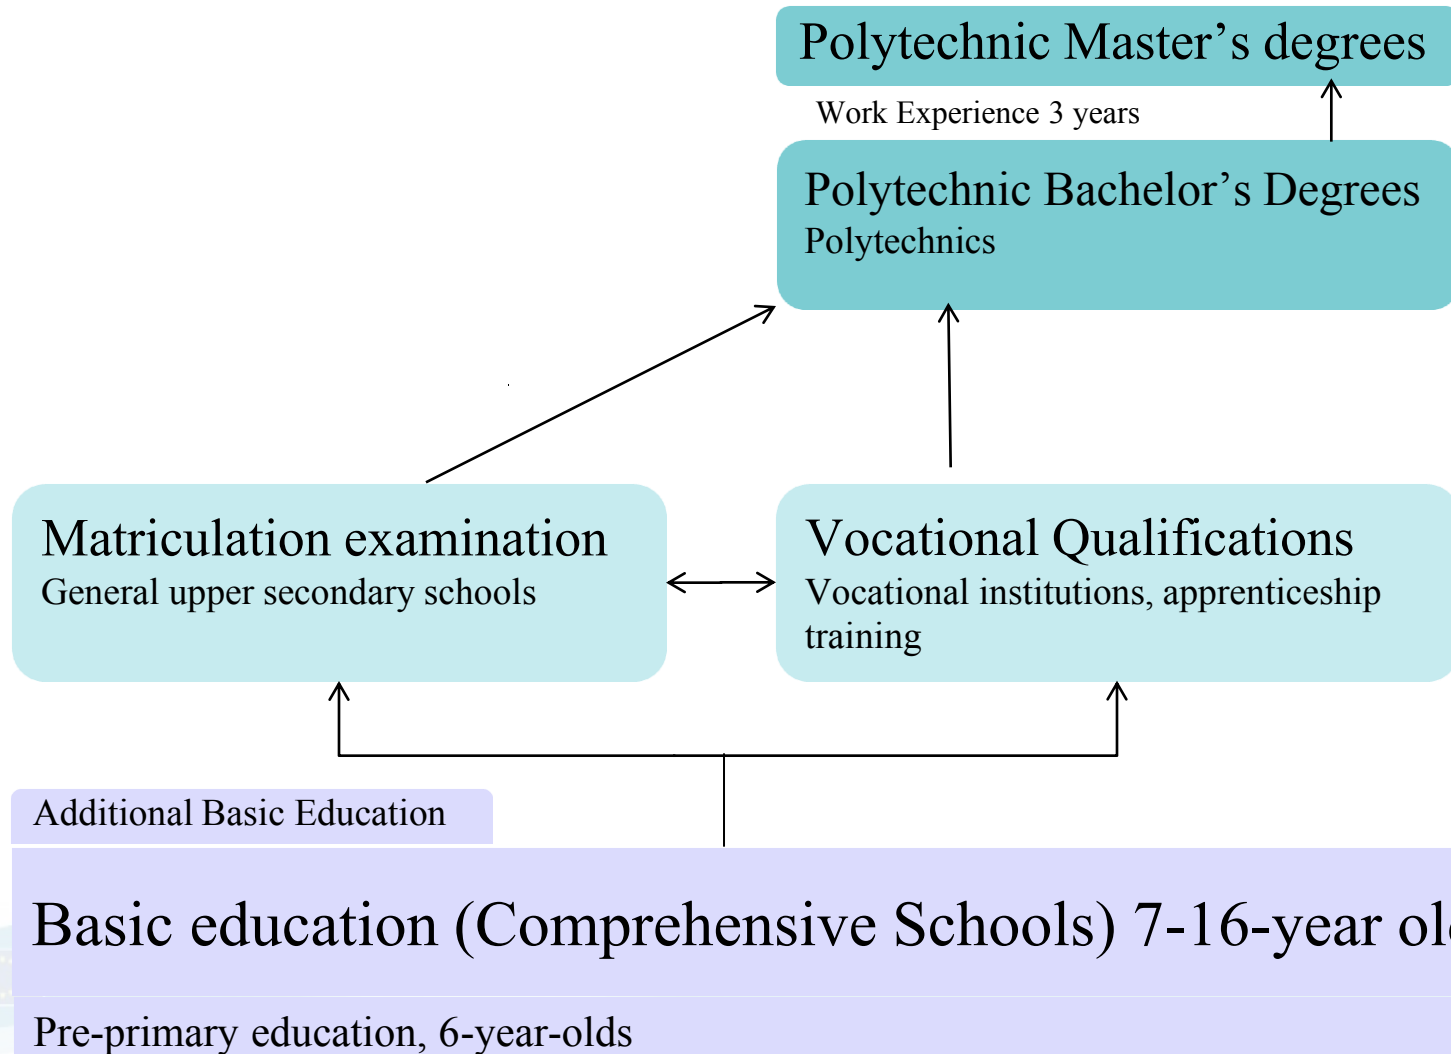 Polytechnic Master’s degrees
Work Experience 3 years
Polytechnic Bachelor’s Degrees
Polytechnics
Matriculation examination
General upper secondary schools
Vocational Qualifications
Vocational institutions, apprenticeship
training
Additional Basic Education
Basic education (Comprehensive Schools) 7-16-year
Pre-primary education, 6-year-olds